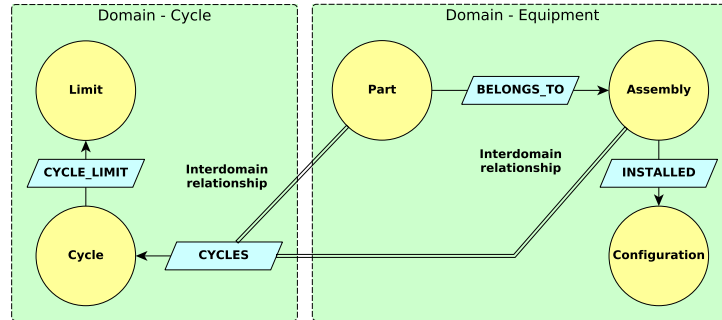 Domain - Cycle
Domain - Equipment
Limit
Part
BELONGS_TO
Assembly
CYCLE_LIMIT
Interdomain
relationship
Interdomain
relationship
INSTALLED
Cycle
CYCLES
Configuration